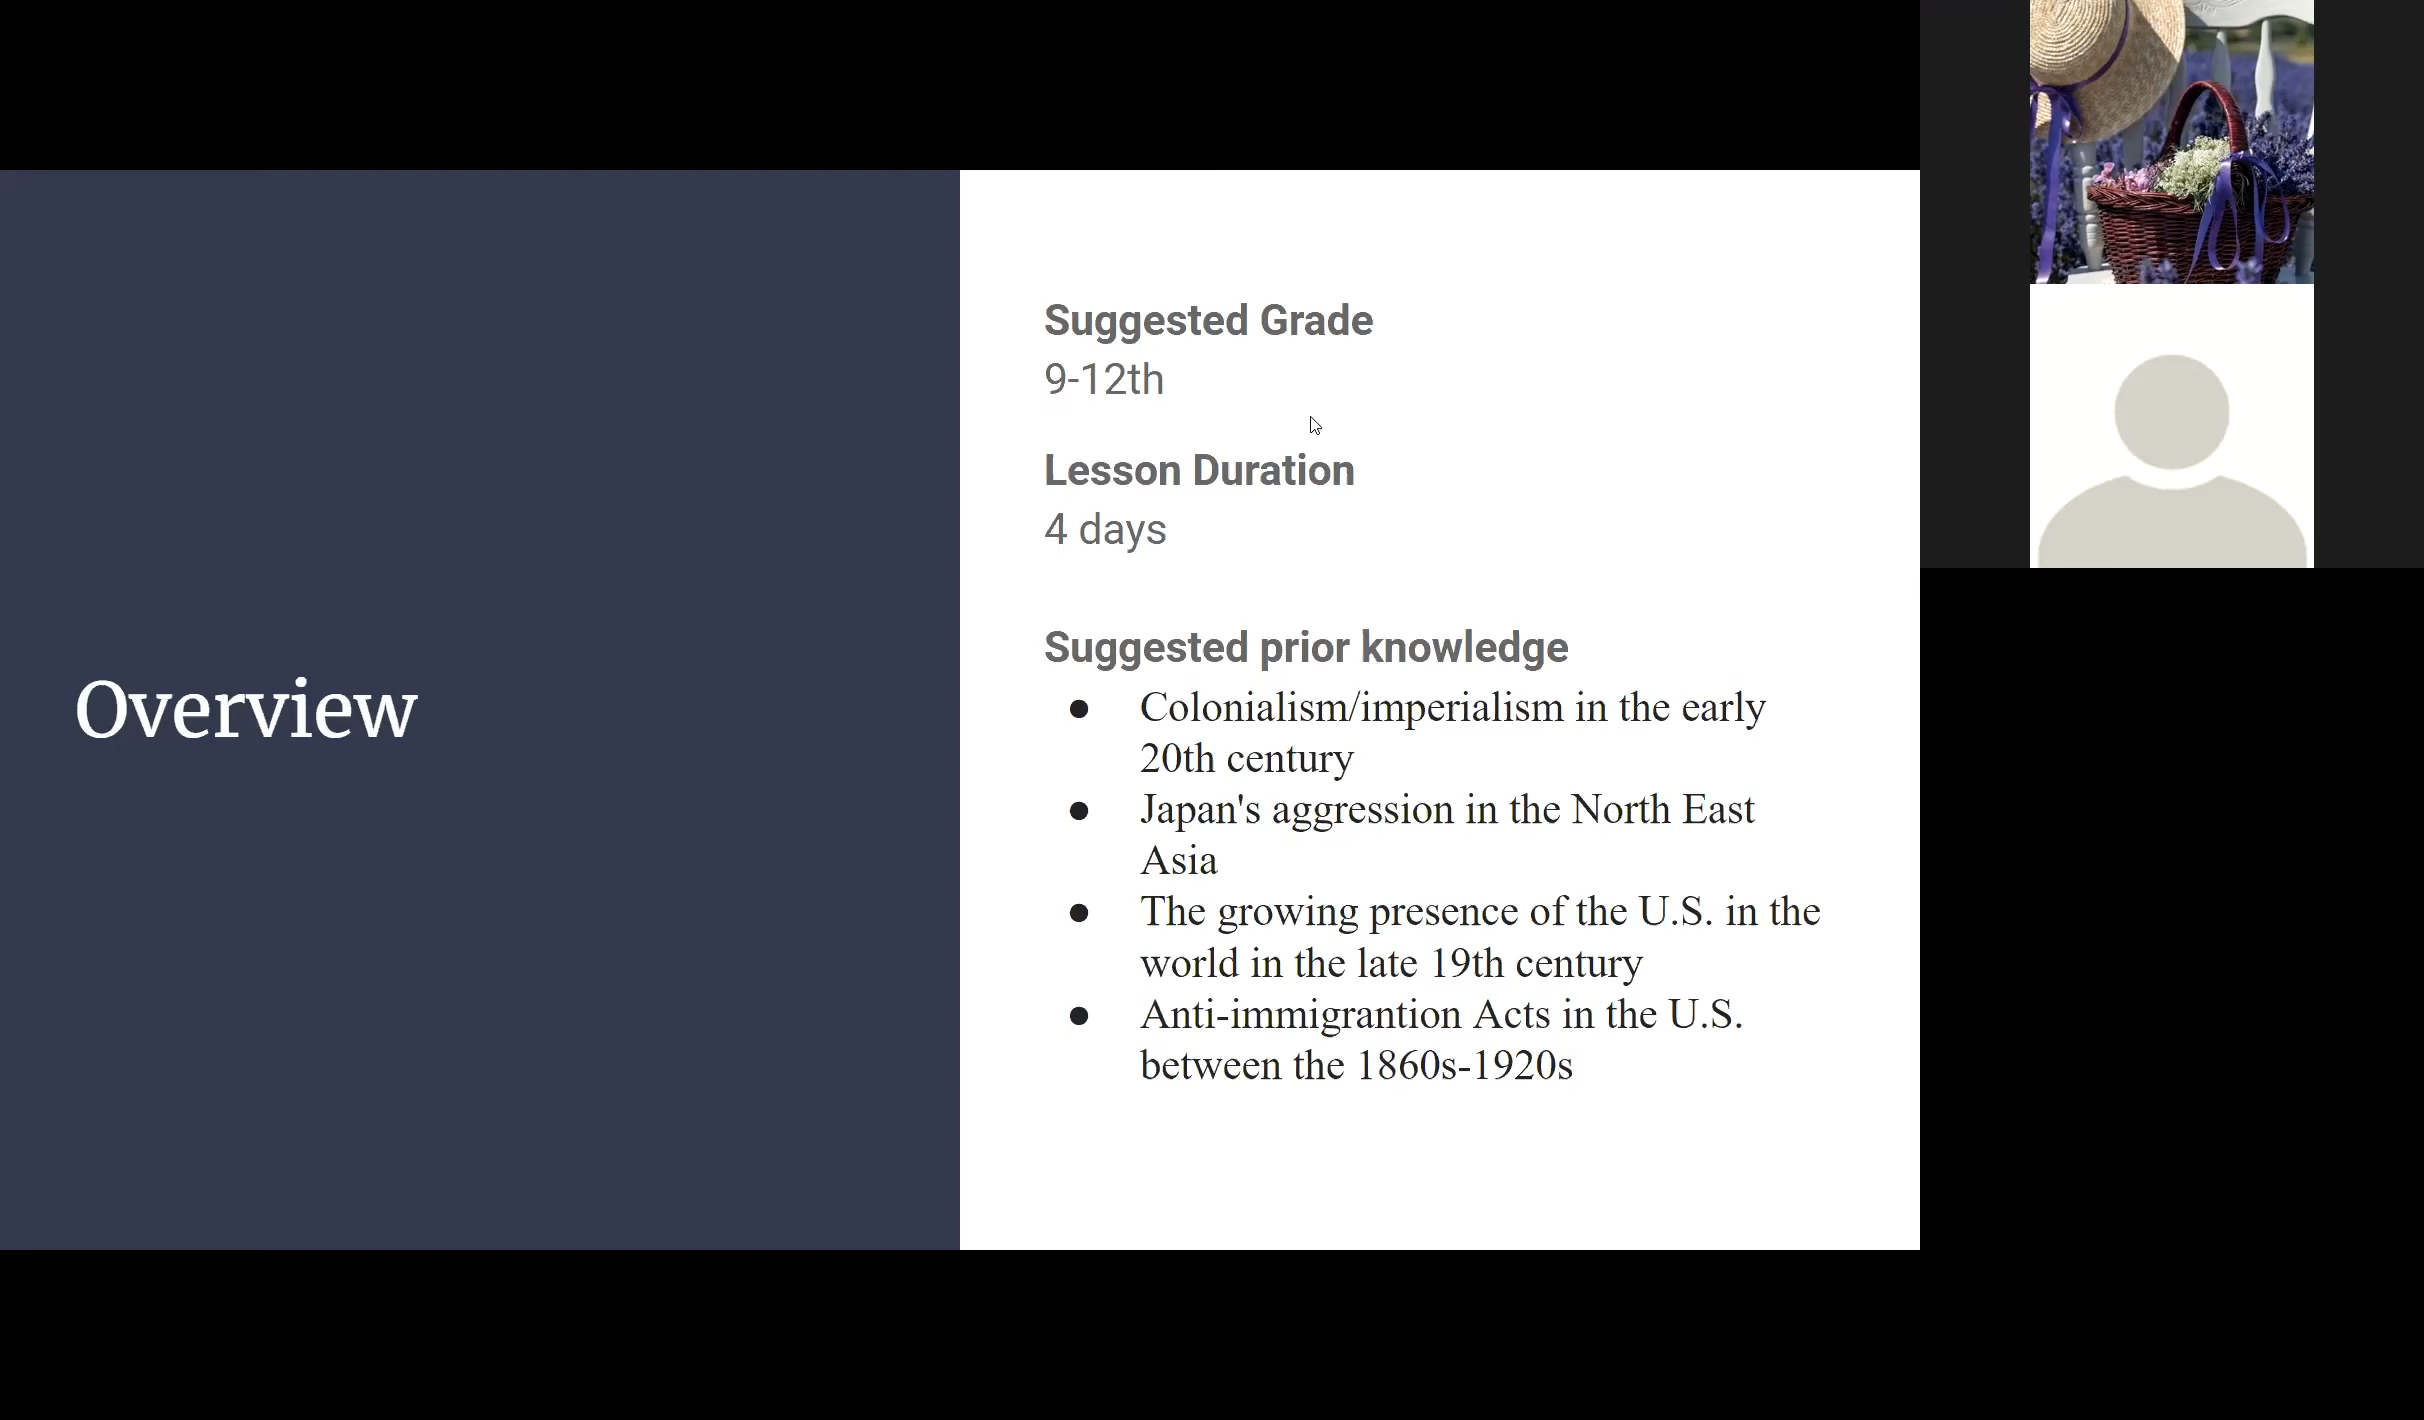 Overview
Suggested Grade
9-12th
Lesson Duration
4 days
Suggested prior knowledge
● Colonialism/imperialism in the early
20th century
● Japan's aggression in the North East
Asia
● The growing presence of the U.S. in the
world in the late 19th century
● Anti-immigrantion Acts in the U.S.
between the 1860s-1920s